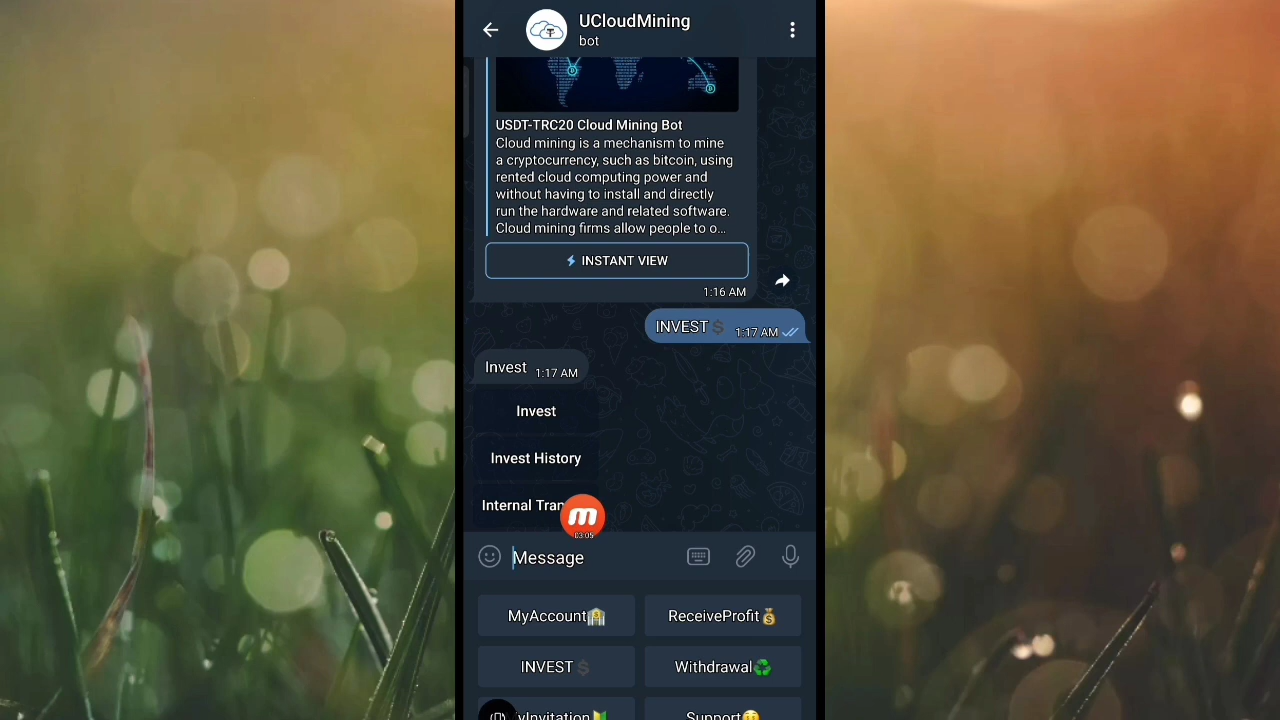 UCloudMining
bot
USDT-TRC20 Cloud Mining Bot
Cloud mining is a mechanism to mine
a cryptocurrency, such as bitcoin, using
rented cloud computing power and
without having to install and directly
run the hardware and related software.
Cloud mining firms allow people to o...
INSTANT VIEW
1:16 AM
INVEST💲 1:17 AM
Invest 1:17 AM
Invest
Invest History
Internal Tran
03:05
Message
MyAccount🏦 ReceiveProfit💰
INVEST💲 Withdrawal♻️
yInvitation🔰 Support🤑